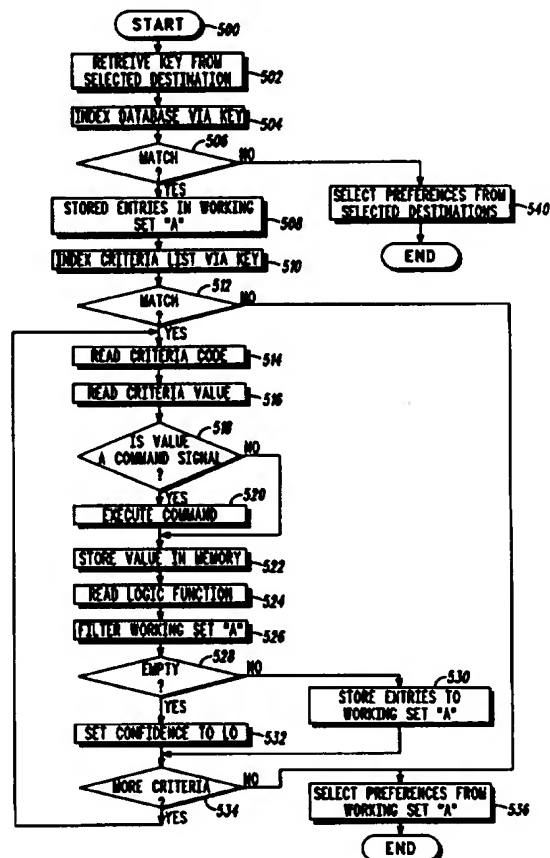 START
500
RETREIVE KEY FROM
SELECTED DESTINATION
502
INDEX DATABASE VIA KEY
504
506
MATCH
?
NO
YES
STORED ENTRIES IN WORKING
SET "A"
508
SELECT PREFERENCES FROM
SELECTED DESTINATIONS
540
END
INDEX CRITERIA LIST VIA KEY
510
512
MATCH
?
NO
YES
READ CRITERIA CODE
514
READ CRITERIA VALUE
516
518
IS VALUE
A COMMAND SIGNAL
?
NO
YES
520
EXECUTE COMMAND
STORE VALUE IN MEMORY
522
READ LOGIC FUNCTION
524
FILTER WORKING SET "A"
526
528
EMPTY
?
NO
YES
530
STORE ENTRIES TO
WORKING SET "A"
SET CONFIDENCE TO LO
532
MORE CRITERIA
?
NO
534
YES
SELECT PREFERENCES FROM
WORKING SET "A"
536
END